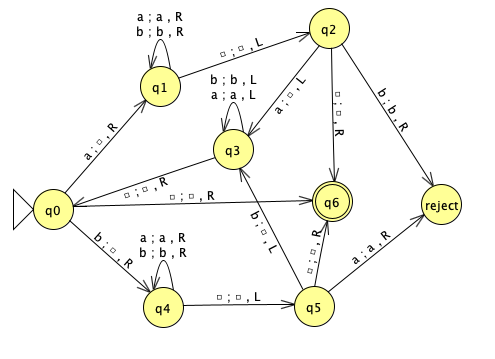 a ; a , R
b ; b , R
q1
□ ; □ , L
q2
b ; b , L
a ; a , L
q3
a ; □ , L
□ ; □ , R
b ; b , R
a ; □ , R
□ ; □ , R
□ ; □ , R
q0
q6
reject
b ; □ , R
a ; a , R
b ; b , R
q4
□ ; □ , L
q5
b ; □ , L
□ ; □ , R
a ; a , R